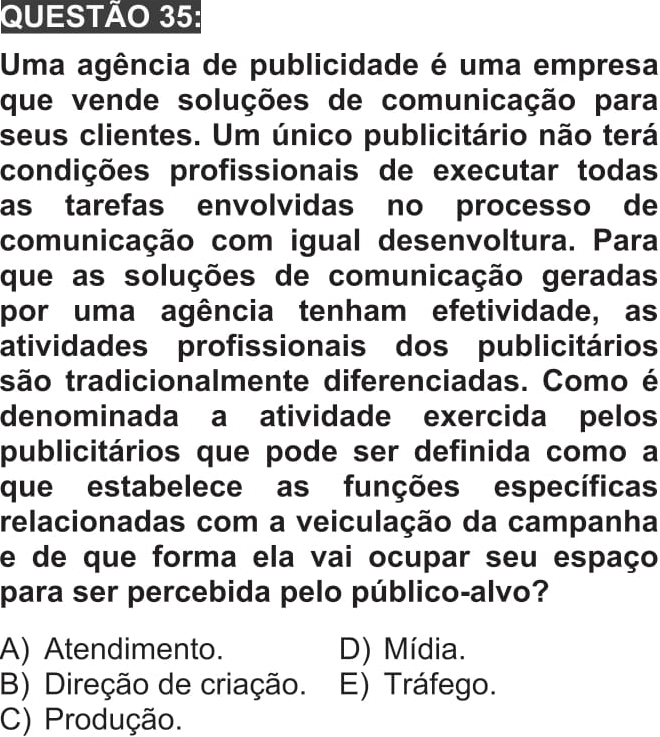 QUESTÃO 35:
Uma agência de publicidade é uma empresa
que vende soluções de comunicação para
seus clientes. Um único publicitário não terá
condições profissionais de executar todas
as tarefas envolvidas no processo de
comunicação com igual desenvoltura. Para
que as soluções de comunicação geradas
por uma agência tenham efetividade, as
atividades profissionais dos publicitários
são tradicionalmente diferenciadas. Como é
denominada a atividade exercida pelos
publicitários que pode ser definida como a
que estabelece as funções específicas
relacionadas com a veiculação da campanha
e de que forma ela vai ocupar seu espaço
para ser percebida pelo público-alvo?
A) Atendimento. D) Mídia.
B) Direção de criação. E) Tráfego.
C) Produção.